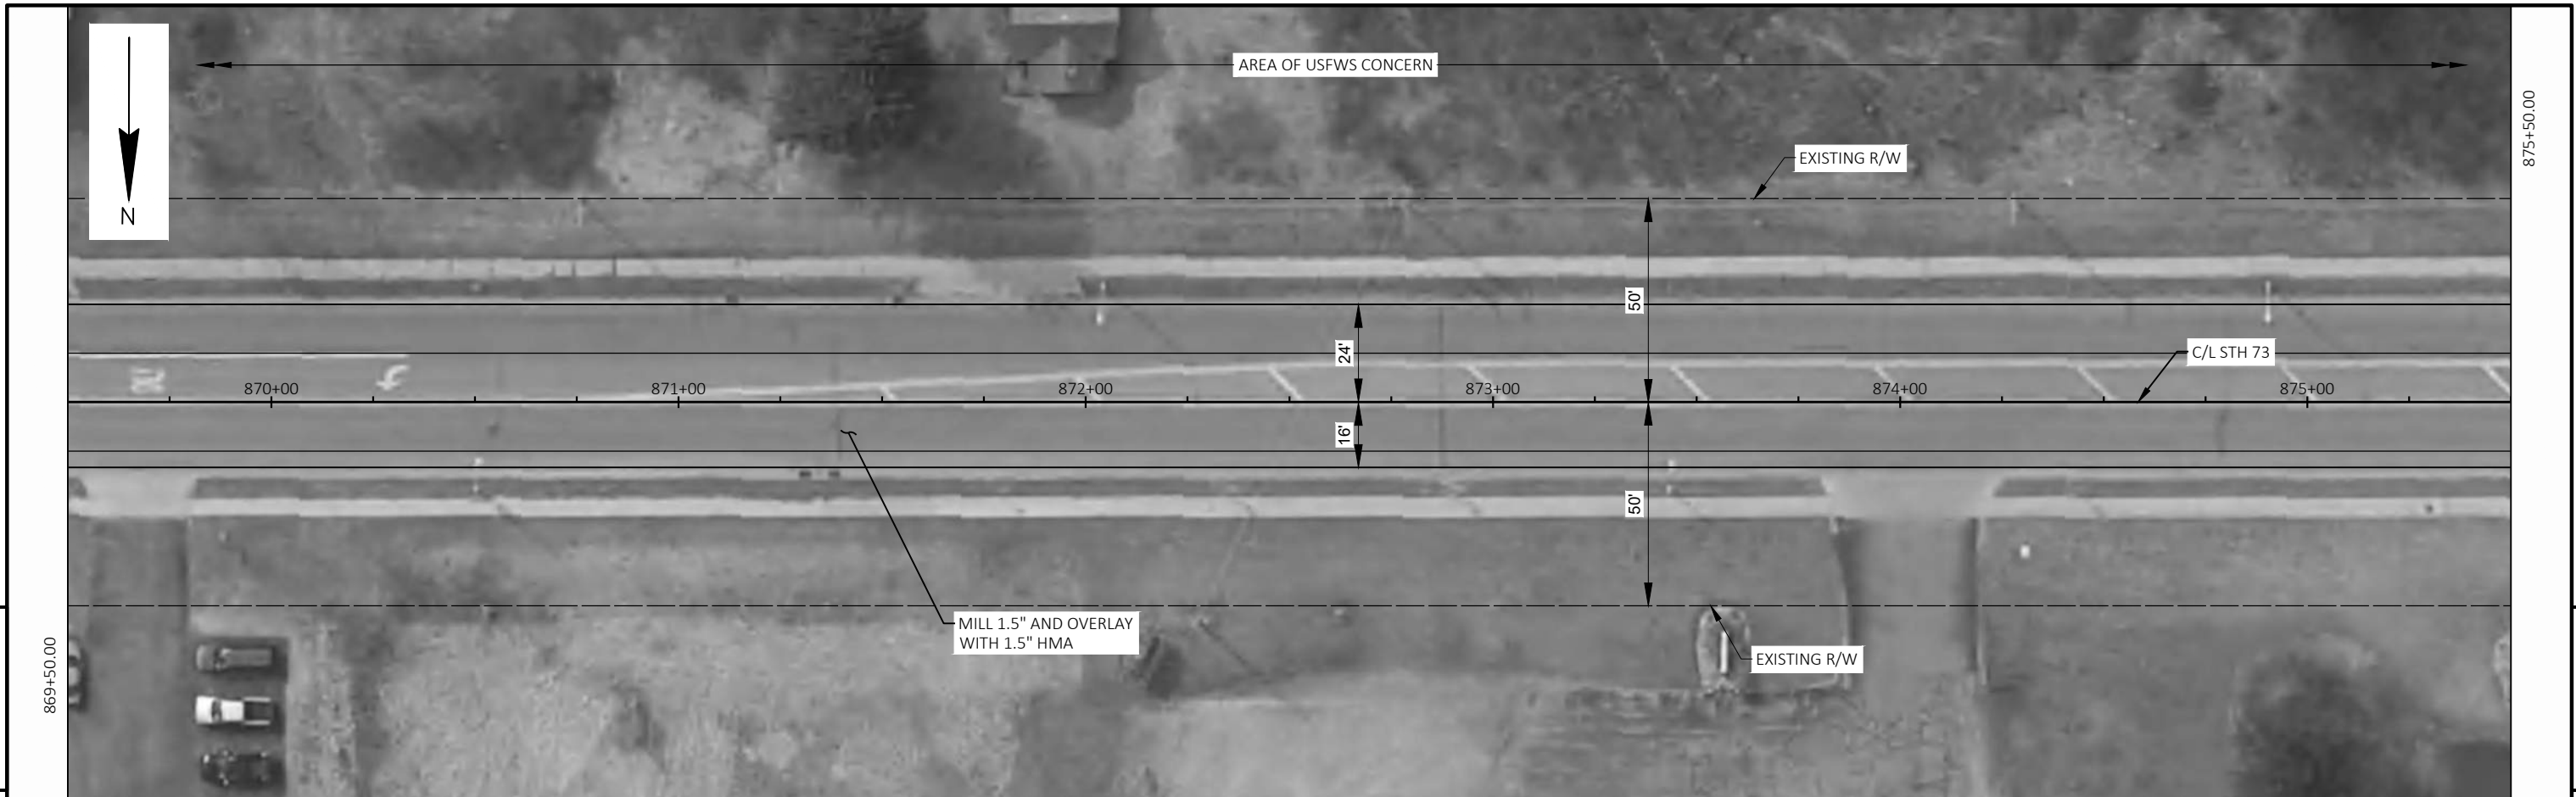 AREA OF USFWS CONCERN
875+50.00
EXISTING R/W
N
50'
24'
C/L STH 73
870+00
871+00
872+00
873+00
874+00
875+00
16'
50'
MILL 1.5" AND OVERLAY
WITH 1.5" HMA
EXISTING R/W
869+50.00